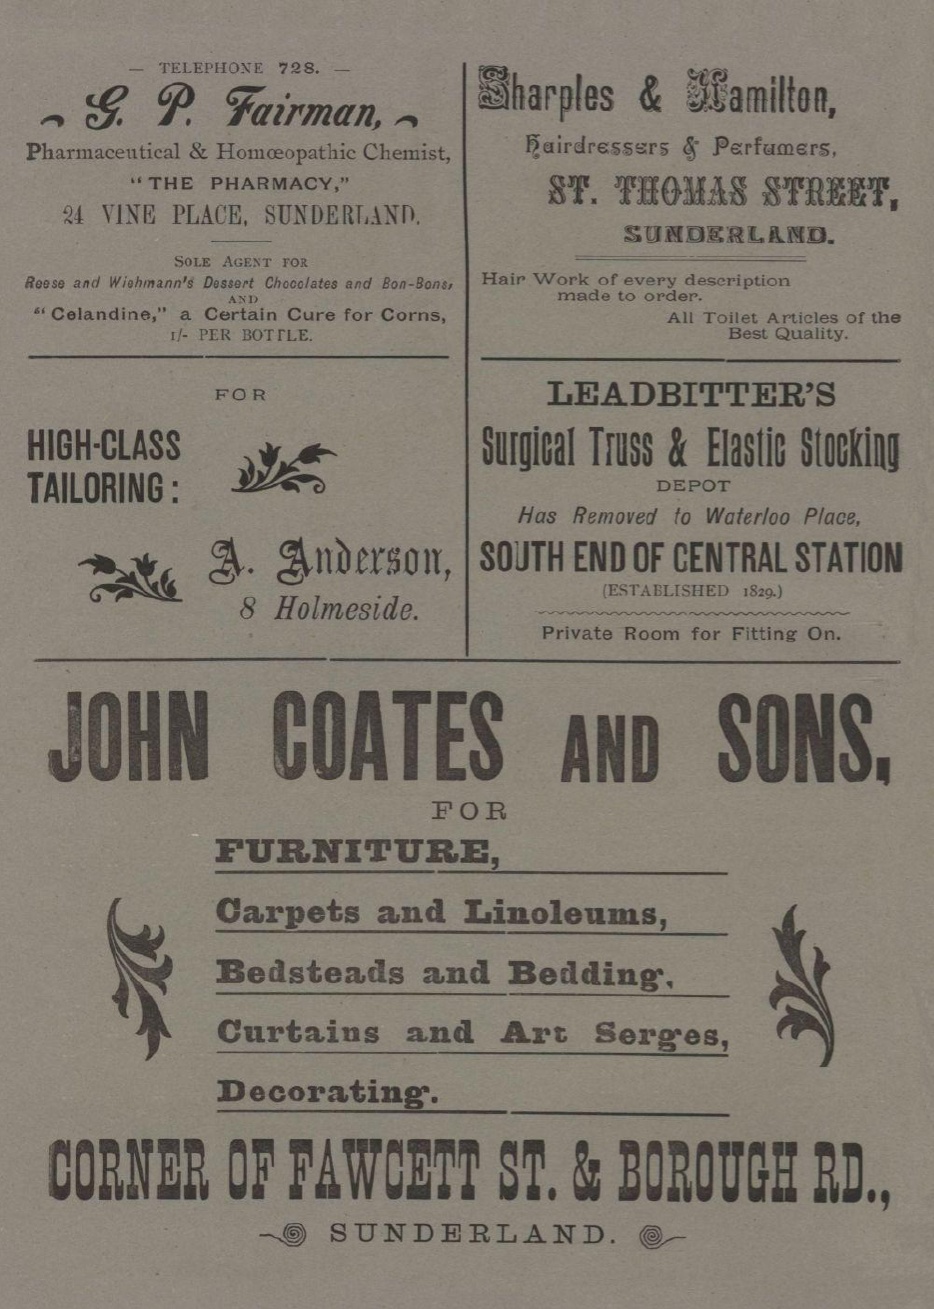 — TELEPHONE 728. —
G. P. Fairman,
Pharmaceutical & Homœopathic Chemist,
"THE PHARMACY,"
24 VINE PLACE, SUNDERLAND.
SOLE AGENT FOR
Reese and Wiehmann's Dessert Chocolates and Bon-Bons,
AND
"Celandine," a Certain Cure for Corns,
1/- PER BOTTLE.
Sharples & Hamilton,
Hairdressers & Perfumers,
ST. THOMAS STREET,
SUNDERLAND.
Hair Work of every description
made to order.
All Toilet Articles of the
Best Quality.
FOR
HIGH-CLASS
TAILORING:
A. Anderson,
8 Holmeside.
LEADBITTER'S
Surgical Truss & Elastic Stocking
DEPOT
Has Removed to Waterloo Place,
SOUTH END OF CENTRAL STATION
(ESTABLISHED 1829.)
Private Room for Fitting On.
JOHN COATES AND SONS,
FOR
FURNITURE,
Carpets and Linoleums,
Bedsteads and Bedding,
Curtains and Art Serges,
Decorating.
CORNER OF FAWCETT ST. & BOROUGH RD.,
SUNDERLAND.